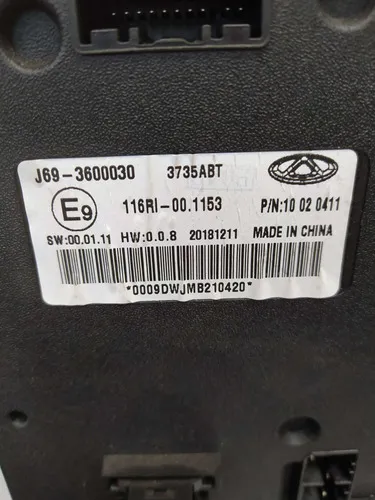 J69-3600030 3735ABT
E9 116RI-00.1153 P/N:10 02 0411
SW:00.01.11 HW:0.0.8 20181211 MADE IN CHINA
*0009DWJMB210420*